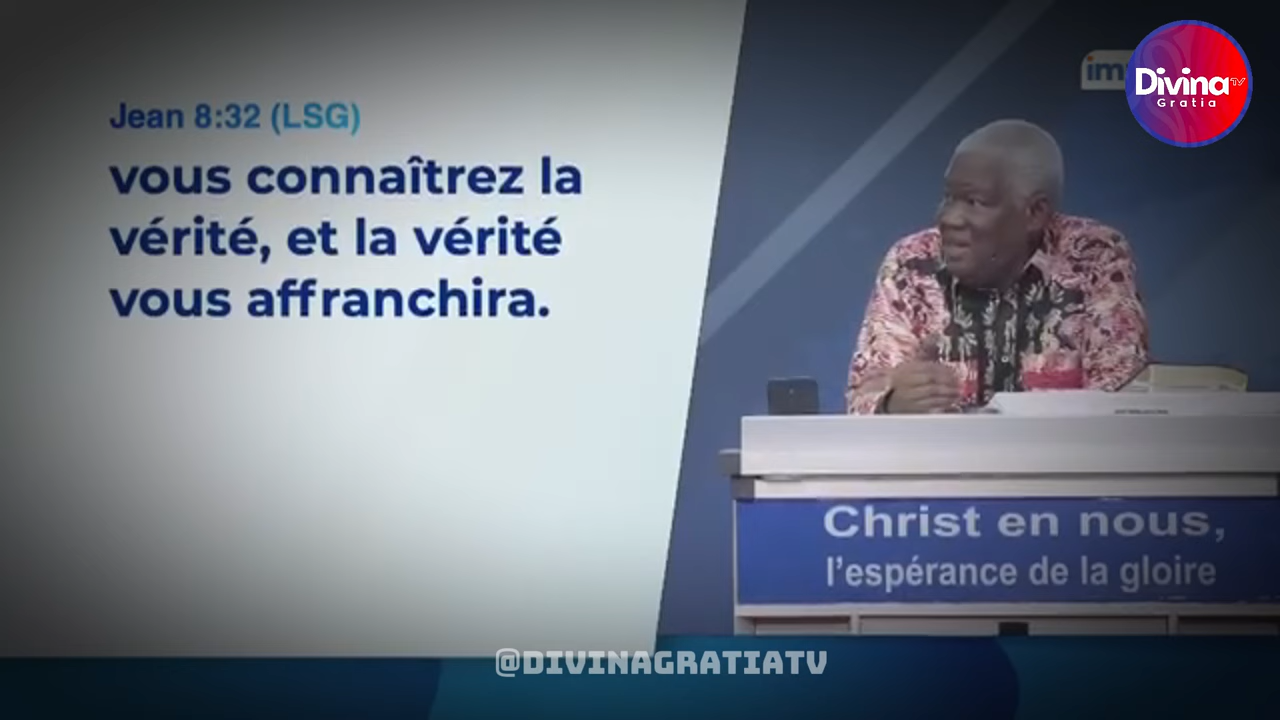 Jean 8:32 (LSG)
vous connaîtrez la
vérité, et la vérité
vous affranchira.
Divina TV
Gratia
Christ en nous,
l'espérance de la gloire
@DIVINAGRATIATV